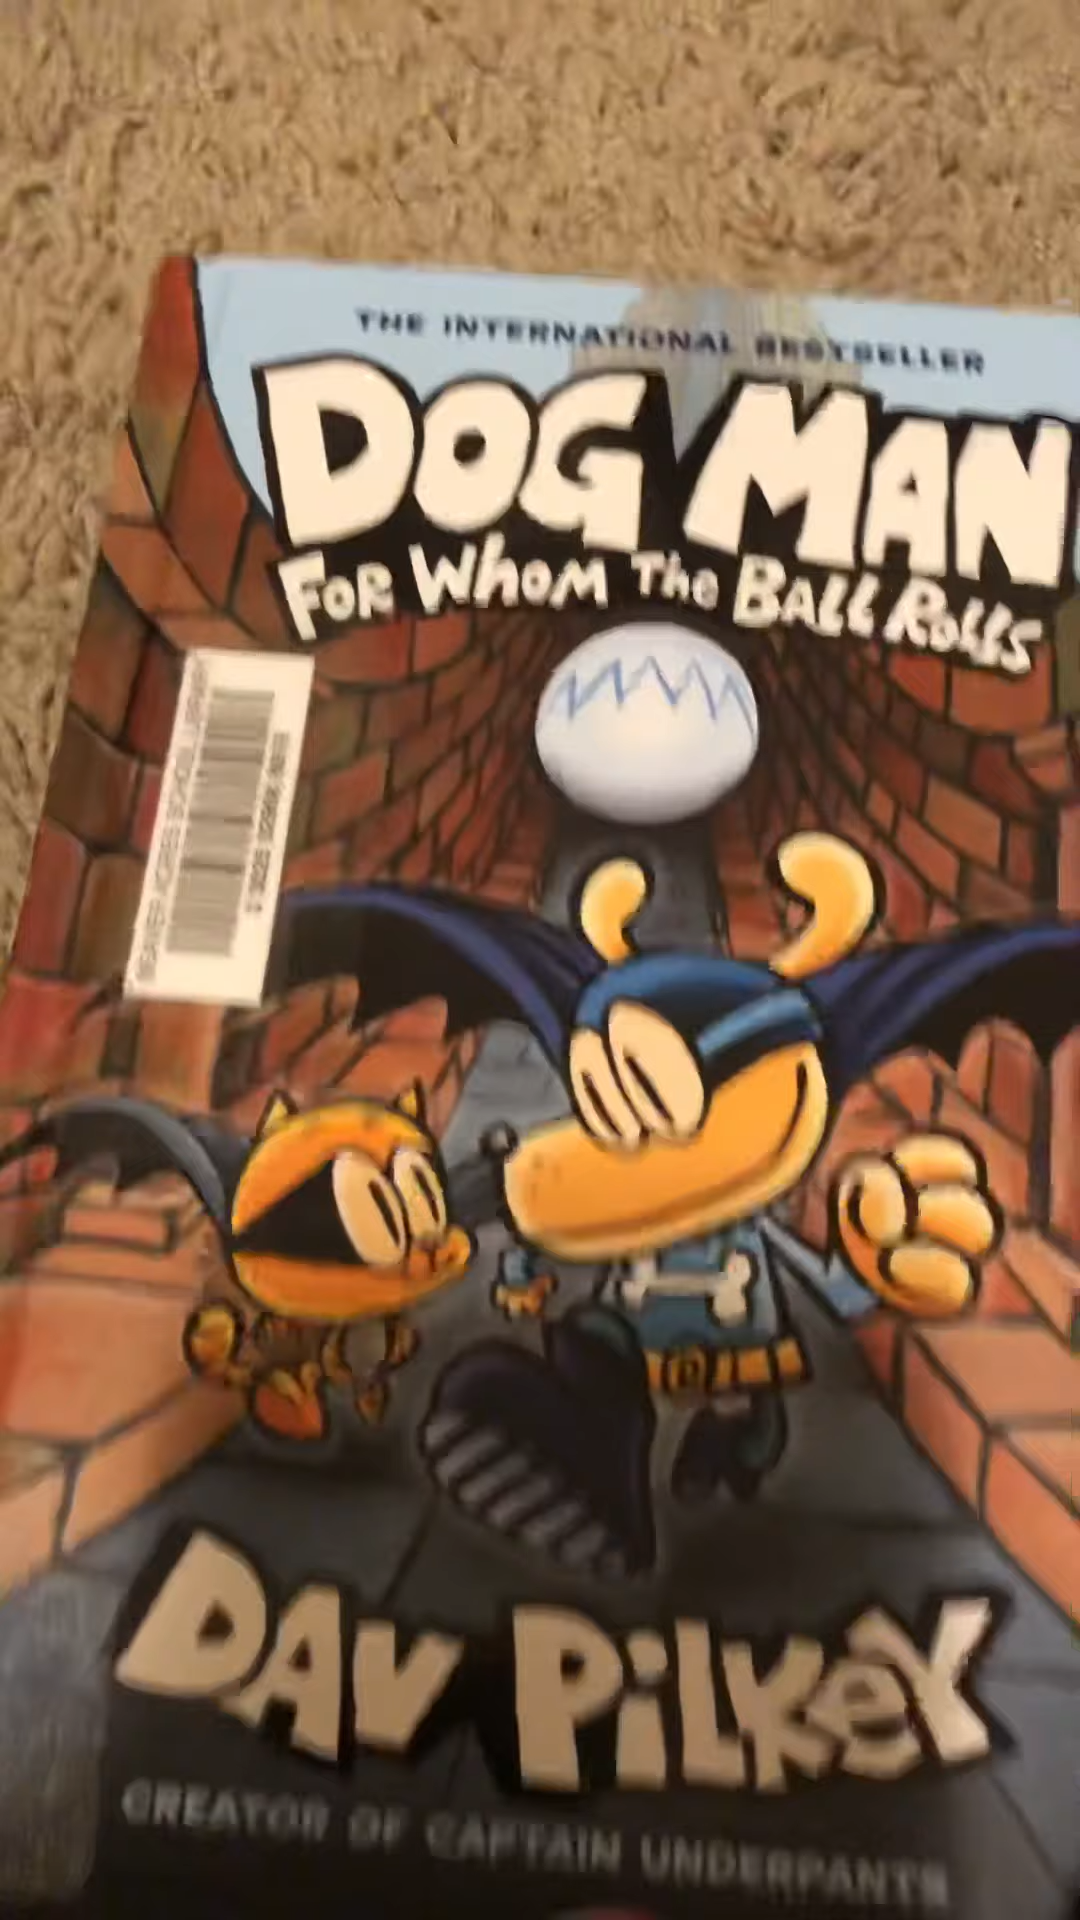 THE INTERNATIONAL BESTSELLER
DOG MAN
FOR WHOM THE BALL ROLLS
DAV PILKEY
CREATOR OF CAPTAIN UNDERPANTS